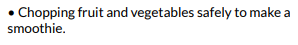 • Chopping fruit and vegetables safely to make a
smoothie.